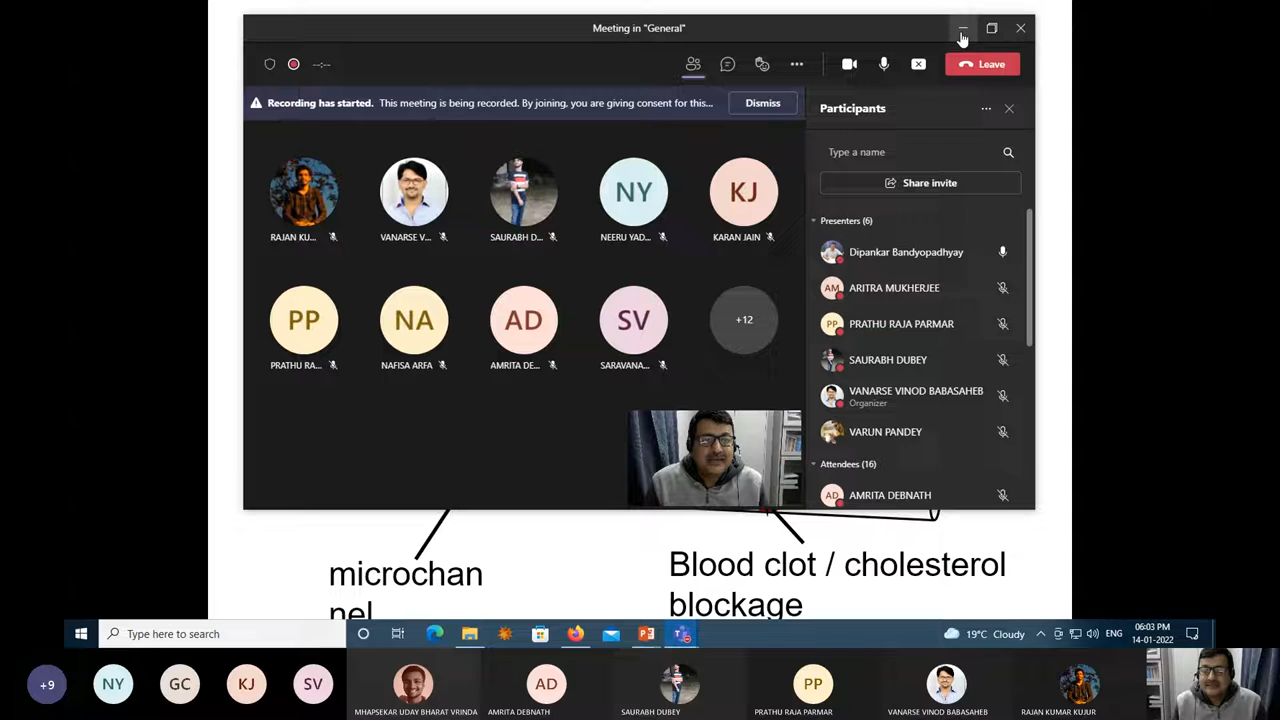 Meeting in "General"
--:--
Leave
Recording has started. This meeting is being recorded. By joining, you are giving consent for this...
Dismiss
Participants
Type a name
Share invite
RAJAN KU...
VANARSE V...
SAURABH D...
NEERU YAD...
KARAN JAIN
NY
KJ
PP
NA
AD
SV
+12
PRATHU RA...
NAFISA ARFA
AMRITA DE...
SARAVANA...
Presenters (6)
Dipankar Bandyopadhyay
AM ARITRA MUKHERJEE
PP PRATHU RAJA PARMAR
SAURABH DUBEY
VANARSE VINOD BABASAHEB
Organizer
VARUN PANDEY
Attendees (16)
AD AMRITA DEBNATH
microchan
nel
Blood clot / cholesterol
blockage
Type here to search
19°C Cloudy
ENG
06:03 PM
14-01-2022
+9
NY
GC
KJ
SV
AD
PP
MHAPSEKAR UDAY BHARAT VRINDA
AMRITA DEBNATH
SAURABH DUBEY
PRATHU RAJA PARMAR
VANARSE VINOD BABASAHEB
RAJAN KUMAR KUJUR